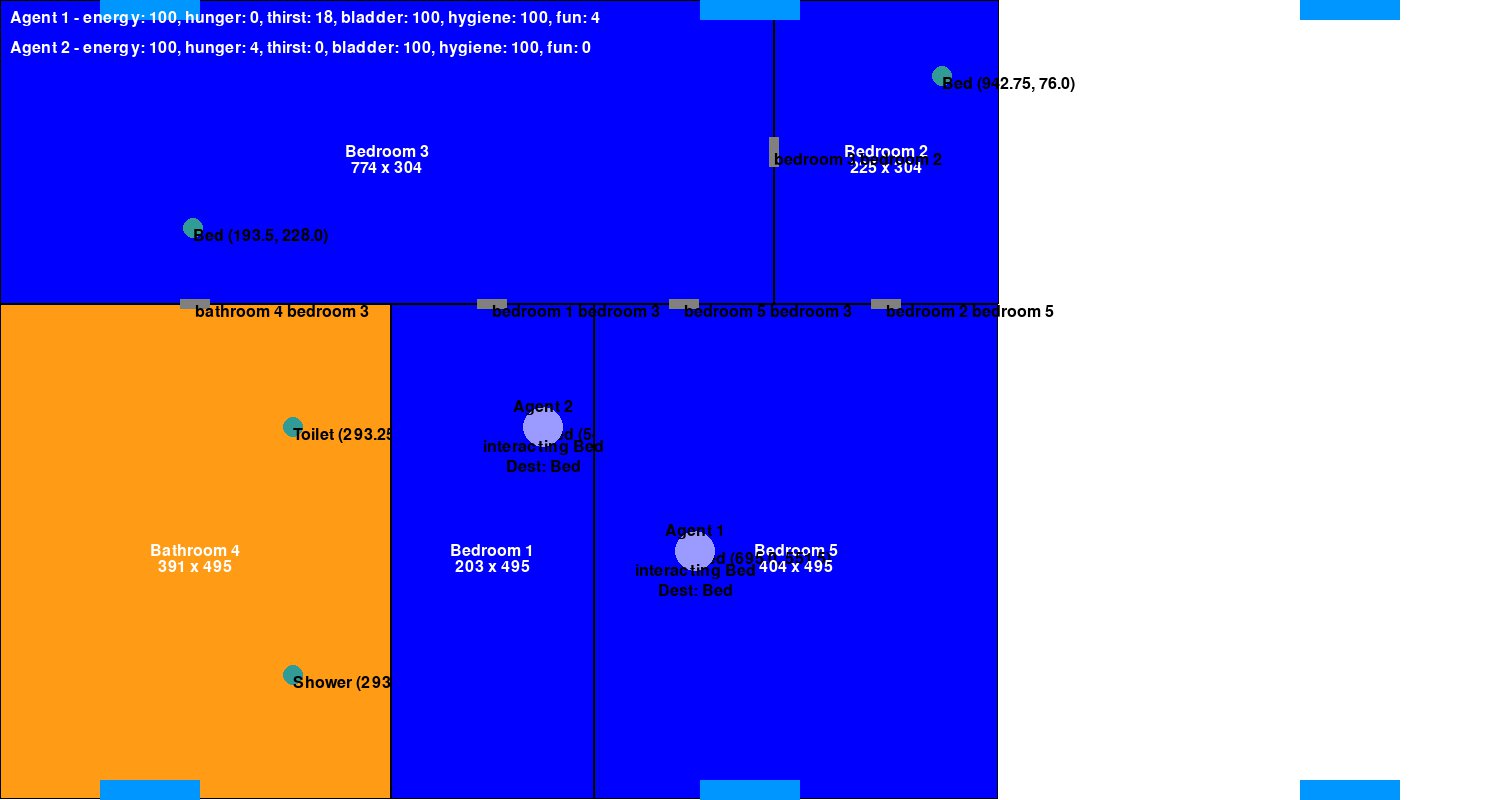 Agent 1 - energy: 100, hunger: 0, thirst: 18, bladder: 100, hygiene: 100, fun: 4
Agent 2 - energy: 100, hunger: 4, thirst: 0, bladder: 100, hygiene: 100, fun: 0
Bed (942.75, 76.0)
Bedroom 3
774 x 304
Bedroom 2
225 x 304
bedroom 3 bedroom 2
Bed (193.5, 228.0)
bathroom 4 bedroom 3
bedroom 1 bedroom 3
bedroom 5 bedroom 3
bedroom 2 bedroom 5
Agent 2
Toilet (293.25
d (5
interacting Bed
Dest: Bed
Agent 1
Bathroom 4
391 x 495
Bedroom 1
203 x 495
Bedroom 5
404 x 495
interacting Bed
Dest: Bed
Shower (293